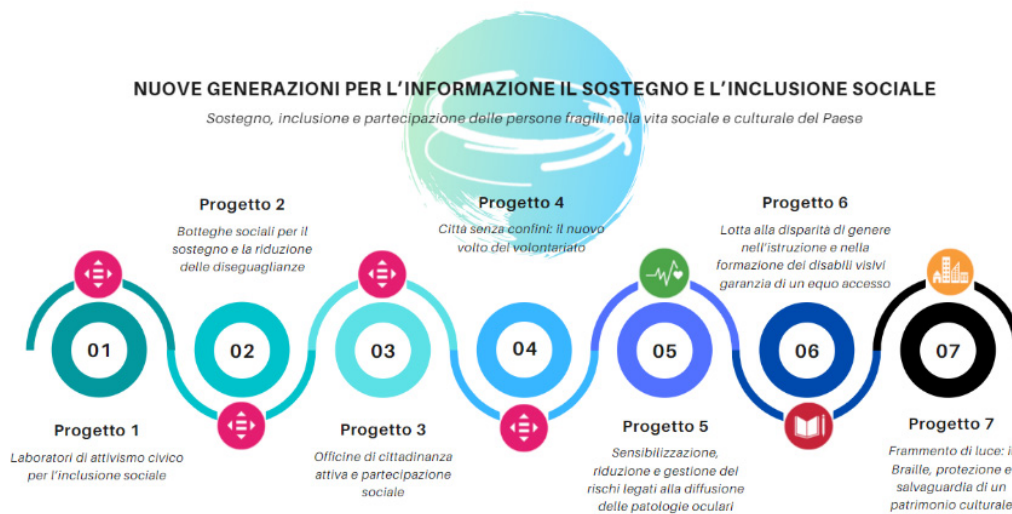 NUOVE GENERAZIONI PER L'INFORMAZIONE IL SOSTEGNO E L'INCLUSIONE SOCIALE
Sostegno, inclusione e partecipazione delle persone fragili nella vita sociale e culturale del Paese
Progetto 2
Botteghe sociali per il
sostegno e la riduzione
delle diseguaglianze
Progetto 4
Città senza confini: il nuovo
volto del volontariato
Progetto 6
Lotta alla disparità di genere
nell'istruzione e nella
formazione dei disabili visivi
garanzia di un equo accesso
01
02
03
04
05
06
07
Progetto 1
Laboratori di attivismo civico
per l'inclusione sociale
Progetto 3
Officine di cittadinanza
attiva e partecipazione
sociale
Progetto 5
Sensibilizzazione,
riduzione e gestione dei
rischi legati alla diffusione
delle patologie oculari
Progetto 7
Frammento di luce: il
Braille, protezione e
salvaguardia di un
patrimonio culturale